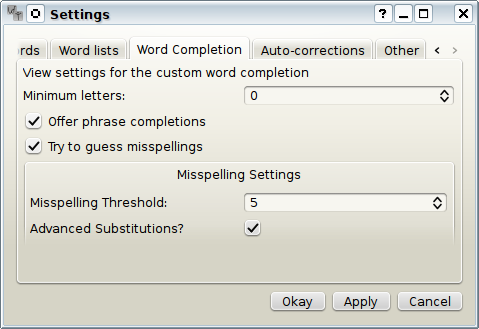 Settings
rds Word lists Word Completion Auto-corrections Other
View settings for the custom word completion
Minimum letters: 0
Offer phrase completions
Try to guess misspellings
Misspelling Settings
Misspelling Threshold: 5
Advanced Substitutions?
Okay Apply Cancel